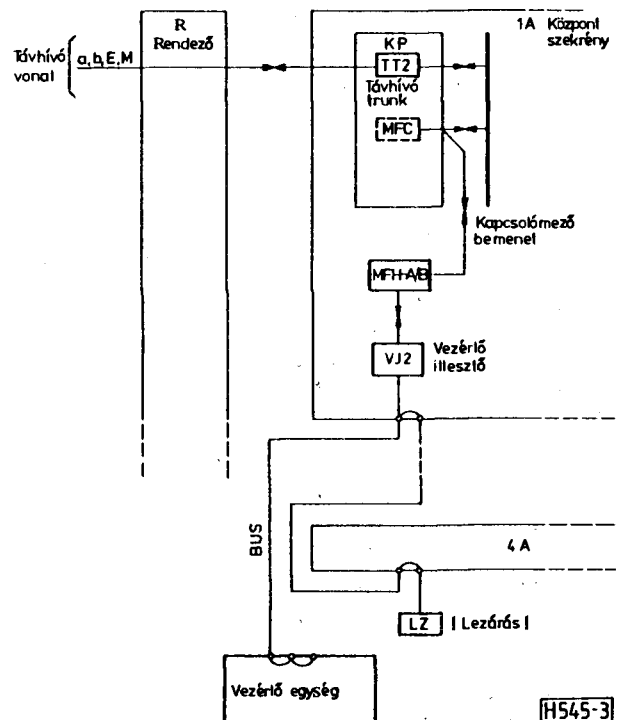 R
Rendező
1A Központ
szekrény
Távhívó
vonal
a,b,E,M
KP
TT2
Távhívó
trunk
MFC
Kapcsolómező
bemenet
MFH-A/B
VJ2
Vezérlő
illesztő
BUS
4A
LZ
| Lezárás |
Vezérlő egység
H545-3